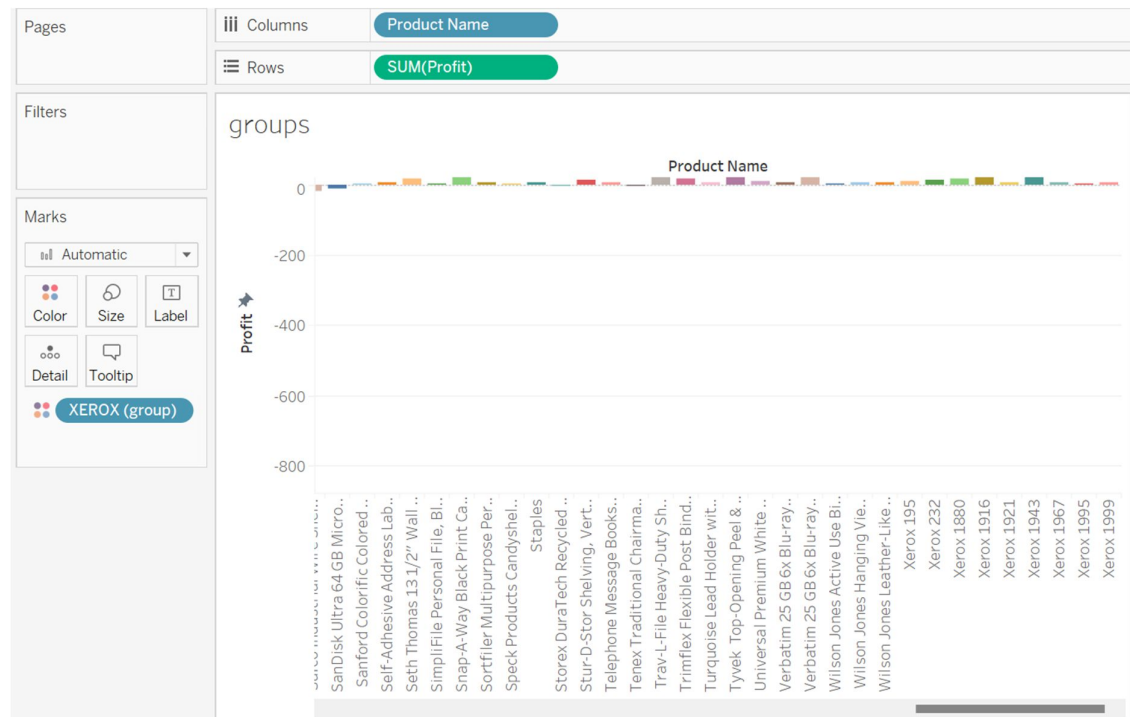 Pages
Columns
Product Name
Rows
SUM(Profit)
Filters
groups
Product Name
Marks
Automatic
Color
Size
Label
Detail
Tooltip
XEROX (group)
Profit
0
-200
-400
-600
-800
SanDisk Ultra 64 GB Micro..
Sanford Colorific Colored ..
Self-Adhesive Address Lab..
Seth Thomas 13 1/2" Wall ..
SimpliFile Personal File, Bl..
Snap-A-Way Black Print Ca..
Sortfiler Multipurpose Per..
Speck Products Candyshel..
Staples
Storex DuraTech Recycled ..
Stur-D-Stor Shelving, Vert..
Telephone Message Books..
Tenex Traditional Chairma..
Trav-L-File Heavy-Duty Sh..
Trimflex Flexible Post Bind..
Turquoise Lead Holder wit..
Tyvek Top-Opening Peel & ..
Universal Premium White ..
Verbatim 25 GB 6x Blu-ray..
Verbatim 25 GB 6x Blu-ray..
Wilson Jones Active Use Bi..
Wilson Jones Hanging Vie..
Wilson Jones Leather-Like ..
Xerox 195
Xerox 232
Xerox 1880
Xerox 1916
Xerox 1921
Xerox 1943
Xerox 1967
Xerox 1995
Xerox 1999